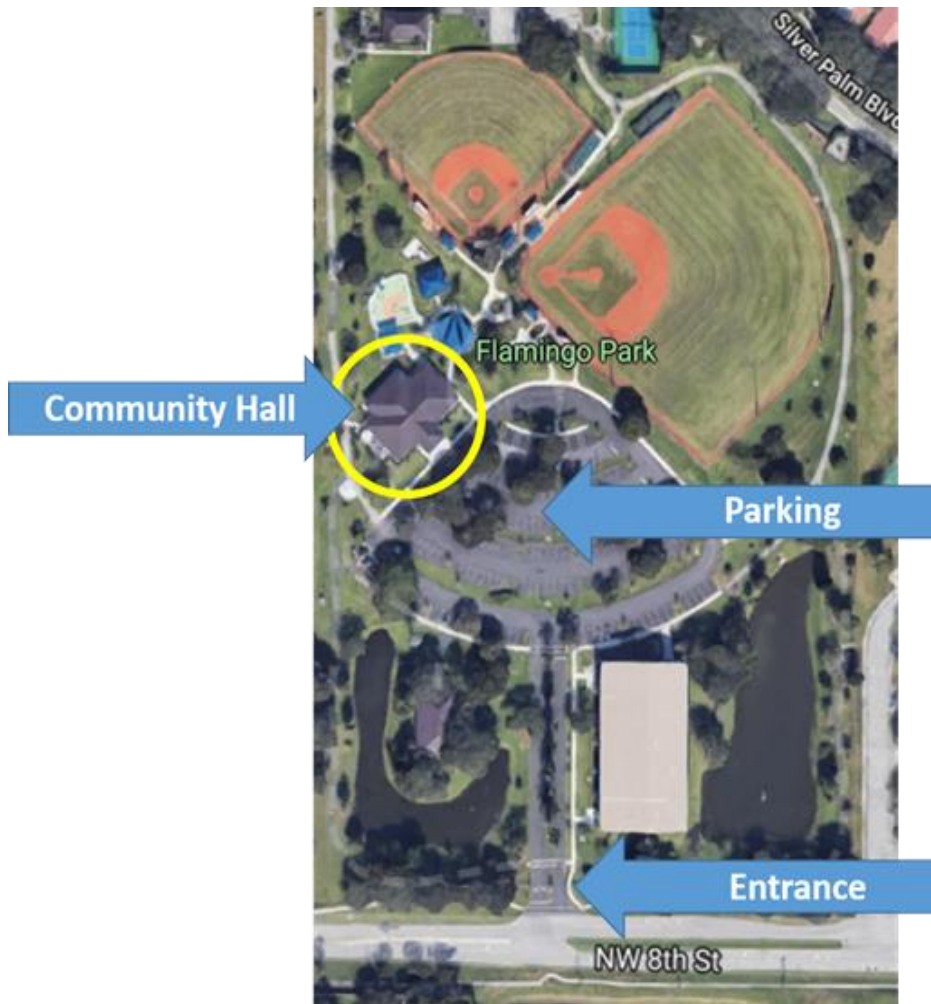 Silver Palm Blvd
Flamingo Park
Community Hall
Parking
Entrance
NW 8th St